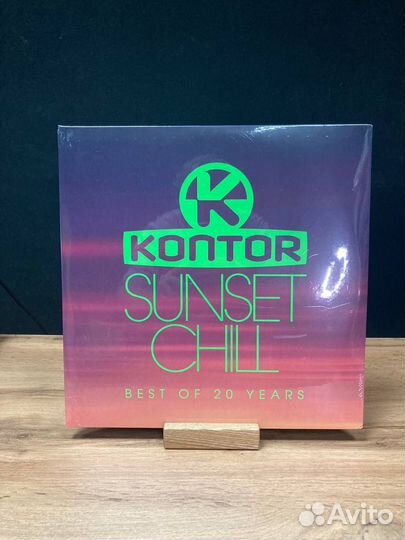 K
KONTOR
SUNSET
CHILL
BEST OF 20 YEARS
Avito